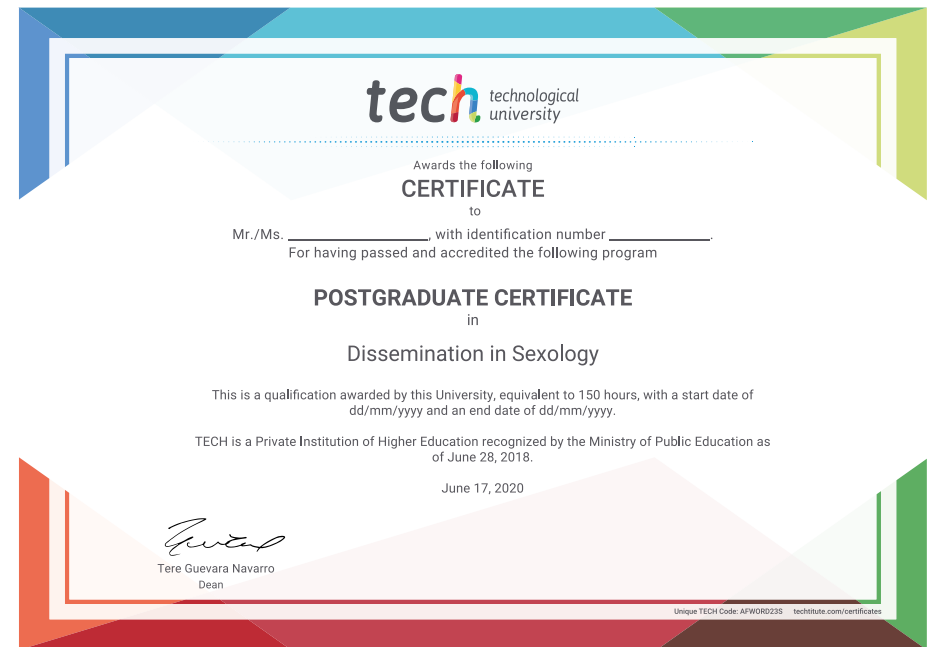 tech technological
university
Awards the following
CERTIFICATE
to
Mr./Ms. ____________________, with identification number ______________.
For having passed and accredited the following program
POSTGRADUATE CERTIFICATE
in
Dissemination in Sexology
This is a qualification awarded by this University, equivalent to 150 hours, with a start date of
dd/mm/yyyy and an end date of dd/mm/yyyy.
TECH is a Private Institution of Higher Education recognized by the Ministry of Public Education as
of June 28, 2018.
June 17, 2020
Tere Guevara Navarro
Dean
Unique TECH Code: AFWORD23S techtitute.com/certificates